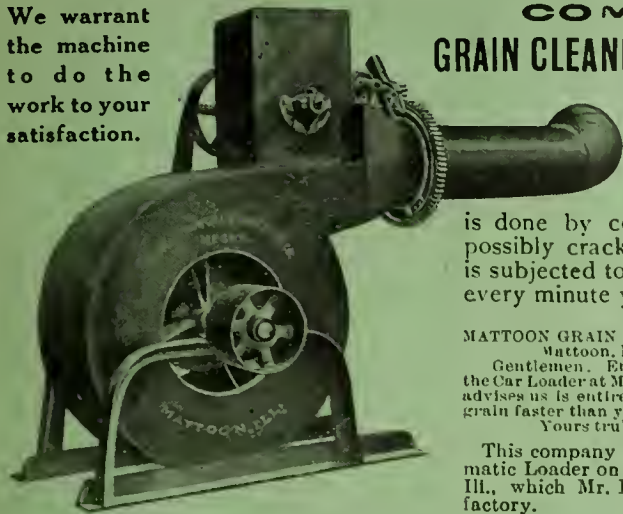 We warrant
the machine
to do the
work to your
satisfaction.
COM
GRAIN CLEAN
MATTOON, ILL.
is done by c
possibly crack
is subjected to
every minute y
MATTOON GRAIN
Mattoon,
Gentlemen. E
the Car Loader at M
advises us is entire
grain faster than y
Yours tru
This company
matic Loader on
Ill., which Mr.
factory.